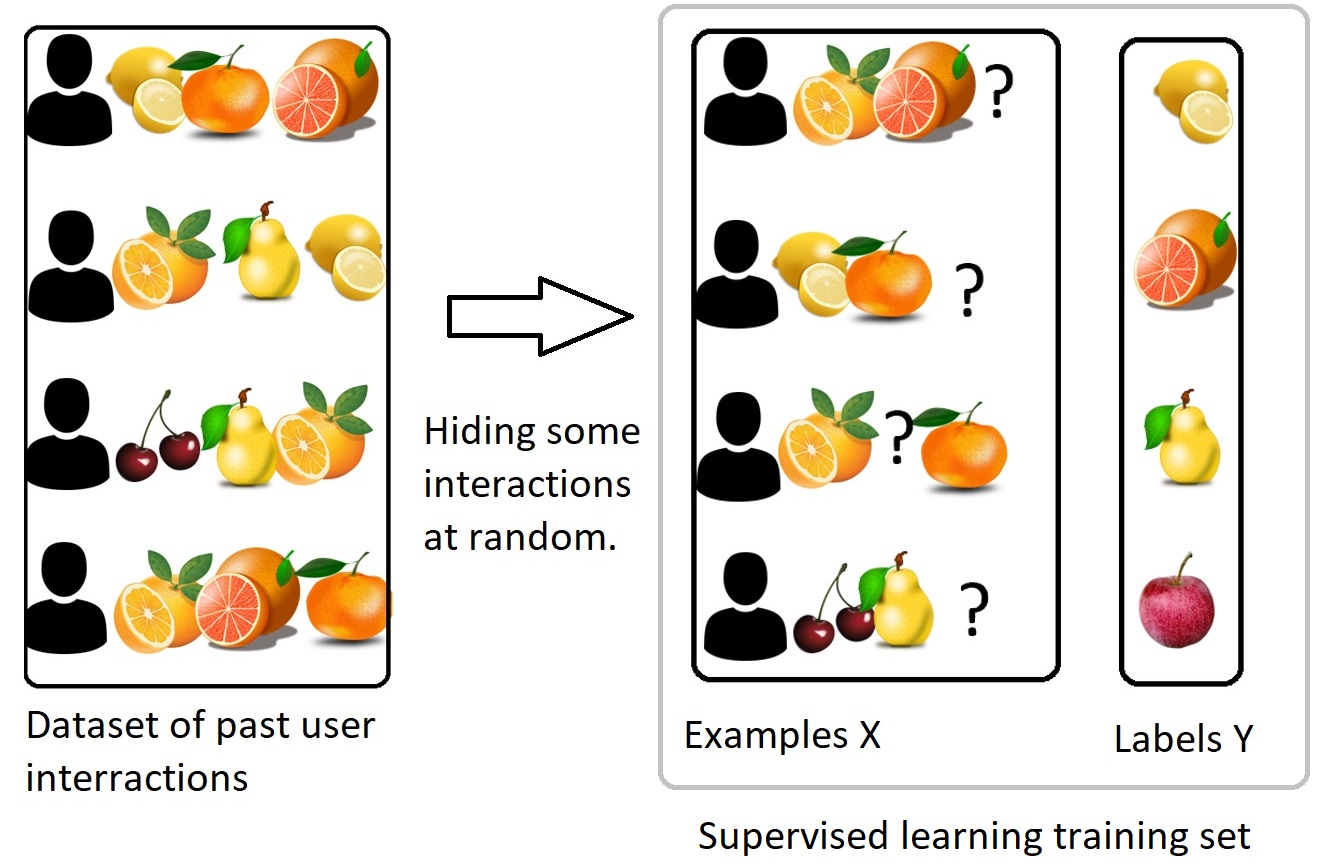 ?
?
?
?
Hiding some
interactions
at random.
Dataset of past user
interractions
Examples X
Labels Y
Supervised learning training set